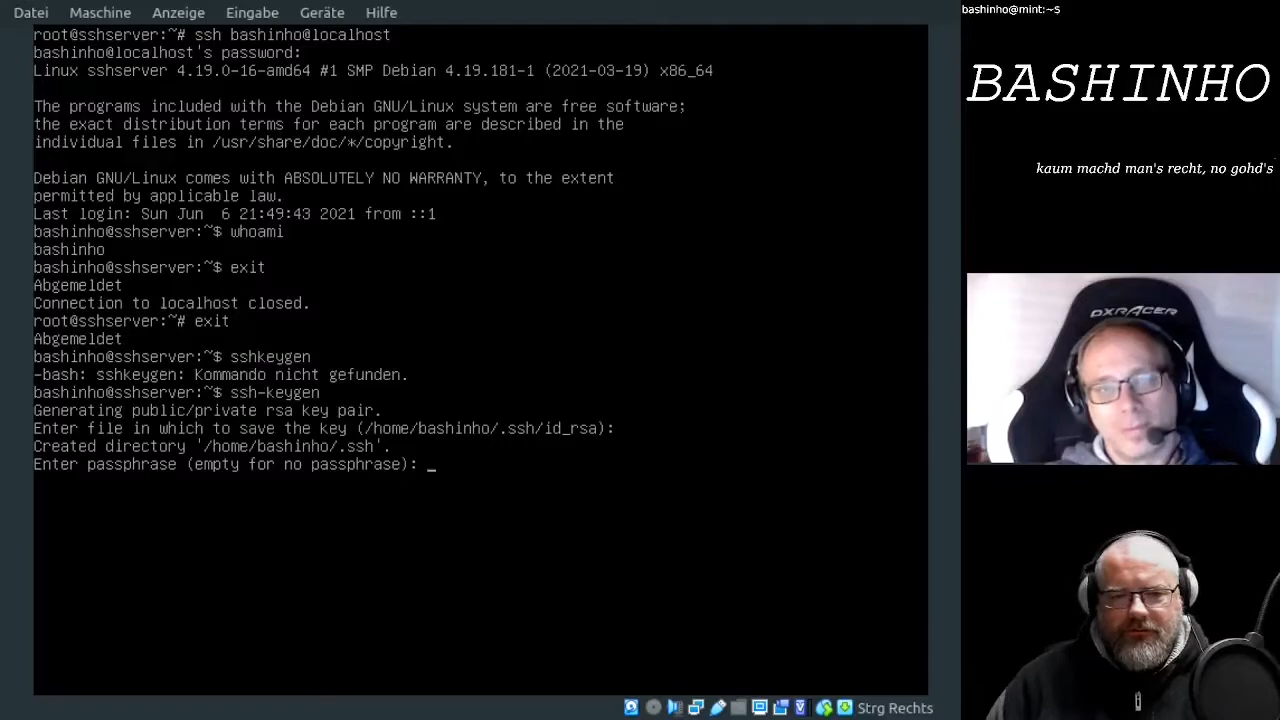 Datei Maschine Anzeige Eingabe Geräte Hilfe
root@sshserver:~# ssh bashinho@localhost
bashinho@localhost's password:
Linux sshserver 4.19.0-16-amd64 #1 SMP Debian 4.19.181-1 (2021-03-19) x86_64
The programs included with the Debian GNU/Linux system are free software;
the exact distribution terms for each program are described in the
individual files in /usr/share/doc/*/copyright.
Debian GNU/Linux comes with ABSOLUTELY NO WARRANTY, to the extent
permitted by applicable law.
Last login: Sun Jun  6 21:49:43 2021 from ::1
bashinho@sshserver:~$ whoami
bashinho
bashinho@sshserver:~$ exit
Abgemeldet
Connection to localhost closed.
root@sshserver:~# exit
Abgemeldet
bashinho@sshserver:~$ sshkeygen
-bash: sshkeygen: Kommando nicht gefunden.
bashinho@sshserver:~$ ssh-keygen
Generating public/private rsa key pair.
Enter file in which to save the key (/home/bashinho/.ssh/id_rsa):
Created directory '/home/bashinho/.ssh'.
Enter passphrase (empty for no passphrase): _
Strg Rechts
bashinho@mint:~$
BASHINHO
kaum machd man's recht, no gohd's
DXRACER